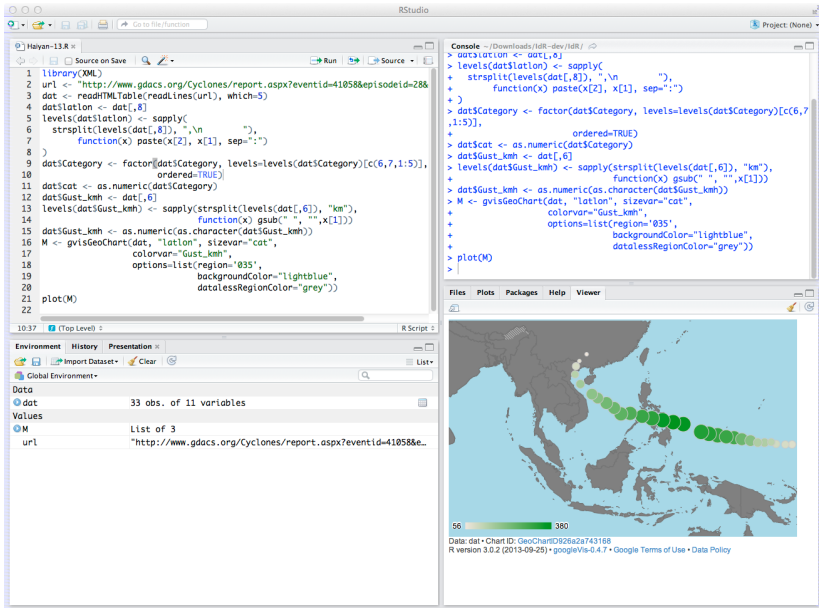 RStudio
Go to file/function
Project: (None)
Haiyan-13.R
Source on Save
Run
Source
1 library(XML)
2 url <- "http://www.gdacs.org/Cyclones/report.aspx?eventid=41058&episodeid=28&
3 dat <- readHTMLTable(readLines(url), which=5)
4 dat$latlon <- dat[,8]
5 levels(dat$latlon) <- sapply(
6 strsplit(levels(dat[,8]), ",\n        "),
7 function(x) paste(x[2], x[1], sep=":")
8 )
9 dat$Category <- factor(dat$Category, levels=levels(dat$Category)[c(6,7,1:5)],
10 ordered=TRUE)
11 dat$cat <- as.numeric(dat$Category)
12 dat$Gust_kmh <- dat[,6]
13 levels(dat$Gust_kmh) <- sapply(strsplit(levels(dat[,6]), "km"),
14 function(x) gsub(" ", "",x[1]))
15 dat$Gust_kmh <- as.numeric(as.character(dat$Gust_kmh))
16 M <- gvisGeoChart(dat, "latlon", sizevar="cat",
17 colorvar="Gust_kmh",
18 options=list(region='035',
19 backgroundColor="lightblue",
20 datalessRegionColor="grey"))
21 plot(M)
22
10:37 (Top Level) R Script
Environment History Presentation
Import Dataset Clear List
Global Environment
Data
dat 33 obs. of 11 variables
Values
M List of 3
url "http://www.gdacs.org/Cyclones/report.aspx?eventid=41058&e…
Console ~/Downloads/IdR-dev/IdR/
> dat$latlon <- dat[,8]
> levels(dat$latlon) <- sapply(
+ strsplit(levels(dat[,8]), ",\n        "),
+ function(x) paste(x[2], x[1], sep=":")
+ )
> dat$Category <- factor(dat$Category, levels=levels(dat$Category)[c(6,7
,1:5)],
+ ordered=TRUE)
> dat$cat <- as.numeric(dat$Category)
> dat$Gust_kmh <- dat[,6]
> levels(dat$Gust_kmh) <- sapply(strsplit(levels(dat[,6]), "km"),
+ function(x) gsub(" ", "",x[1]))
> dat$Gust_kmh <- as.numeric(as.character(dat$Gust_kmh))
> M <- gvisGeoChart(dat, "latlon", sizevar="cat",
+ colorvar="Gust_kmh",
+ options=list(region='035',
+ backgroundColor="lightblue",
+ datalessRegionColor="grey"))
> plot(M)
>
Files Plots Packages Help Viewer
56 380
Data: dat • Chart ID: GeoChartID926a2a743168
R version 3.0.2 (2013-09-25) • googleVis-0.4.7 • Google Terms of Use • Data Policy